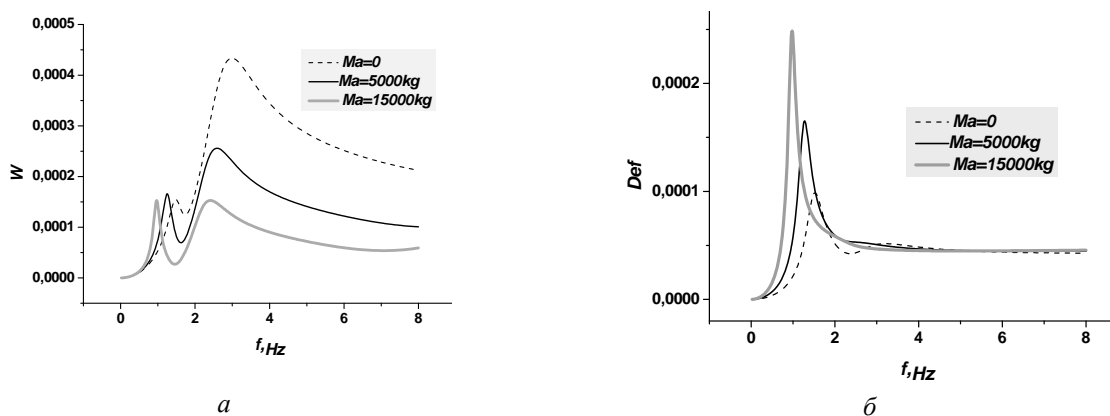 0,0005
0,0004
0,0003
0,0002
0,0001
0,0000
W
Ma=0
Ma=5000kg
Ma=15000kg
0 2 4 6 8
f,Hz
а
0,0002
0,0001
0,0000
Def
Ma=0
Ma=5000kg
Ma=15000kg
0 2 4 6 8
f,Hz
б